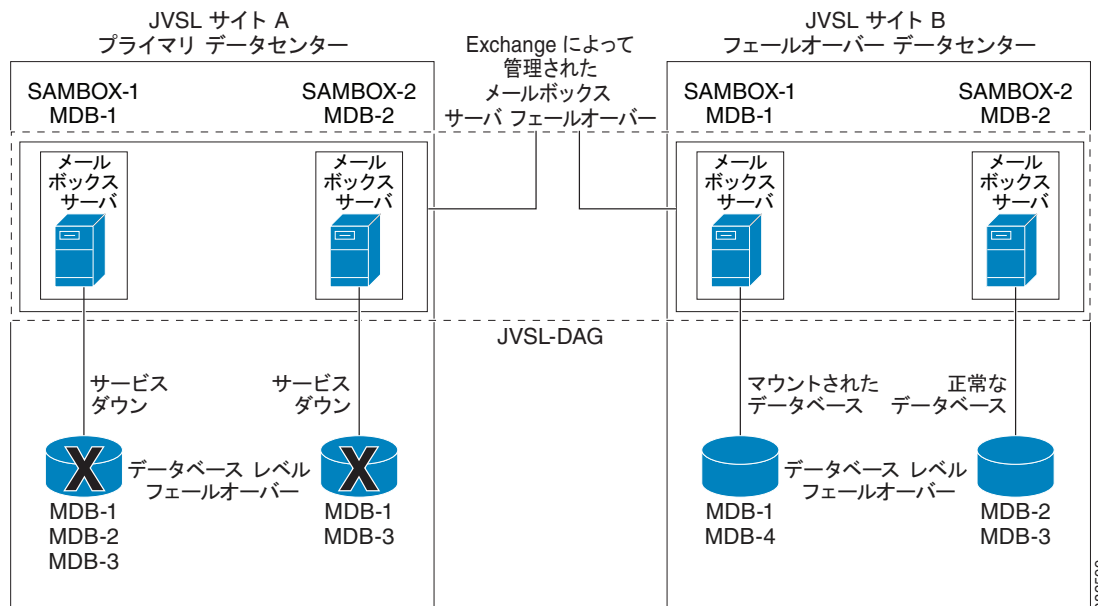 JVSL サイト A
プライマリ データセンター
Exchange によって
管理された
メールボックス
サーバ フェールオーバー
JVSL サイト B
フェールオーバー データセンター
SAMBOX-1
MDB-1
SAMBOX-2
MDB-2
SAMBOX-1
MDB-1
SAMBOX-2
MDB-2
メール
ボックス
サーバ
メール
ボックス
サーバ
メール
ボックス
サーバ
メール
ボックス
サーバ
JVSL-DAG
サービス
ダウン
サービス
ダウン
マウントされた
データベース
正常な
データベース
X
データベース レベル
フェールオーバー
X
データベース レベル
フェールオーバー
MDB-1
MDB-2
MDB-3
MDB-1
MDB-3
MDB-1
MDB-4
MDB-2
MDB-3